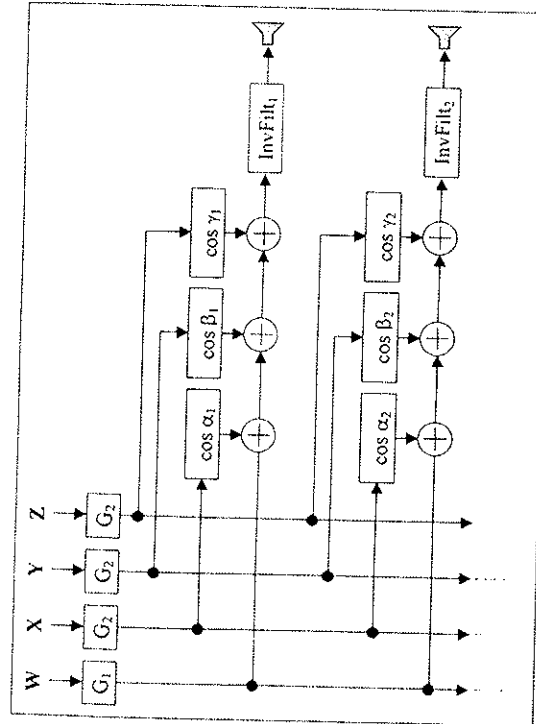 W X Y Z
G₁ G₂ G₂ G₂
cos α₁ cos β₁ cos γ₁ InvFilt₁
cos α₂ cos β₂ cos γ₂ InvFilt₂